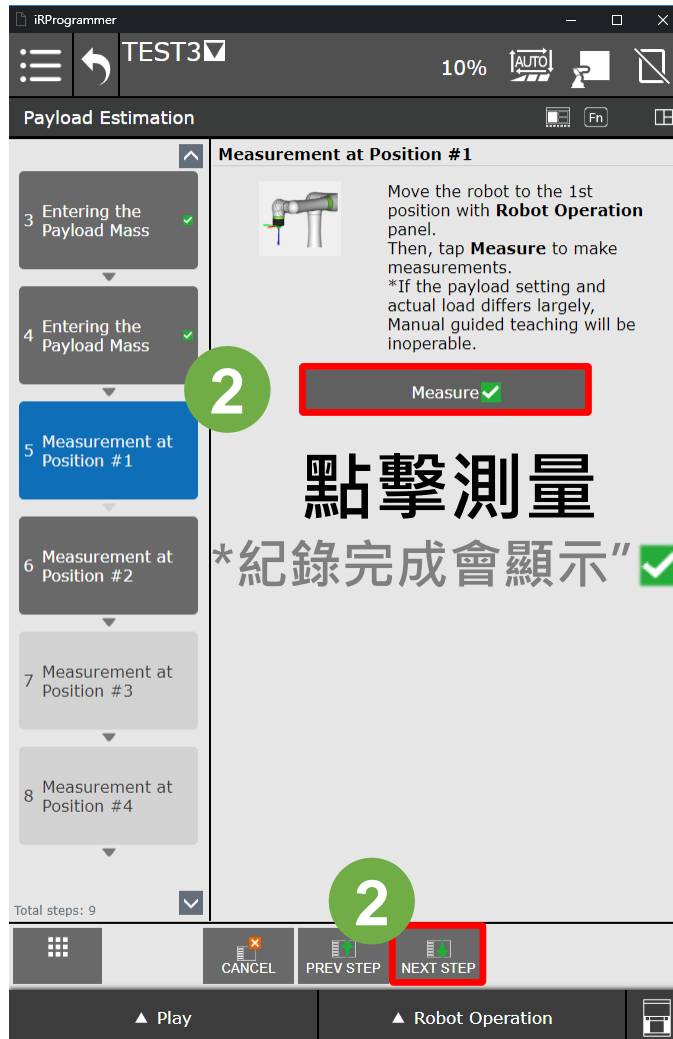 iRProgrammer
TEST3
10%
AUTO
Payload Estimation
Fn
3 Entering the
Payload Mass
4 Entering the
Payload Mass
5 Measurement at
Position #1
6 Measurement at
Position #2
7 Measurement at
Position #3
8 Measurement at
Position #4
Total steps: 9
Measurement at Position #1
Move the robot to the 1st
position with Robot Operation
panel.
Then, tap Measure to make
measurements.
*If the payload setting and
actual load differs largely,
Manual guided teaching will be
inoperable.
2
Measure
點擊測量
*紀錄完成會顯示”
2
CANCEL
PREV STEP
NEXT STEP
Play
Robot Operation